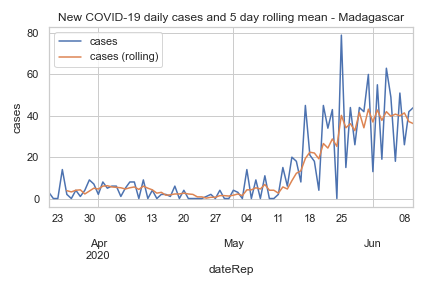 New COVID-19 daily cases and 5 day rolling mean - Madagascar
cases
cases (rolling)
80
60
40
20
0
cases
23 30 06 13 20 27 04 11 18 25 01 08
Apr May Jun
2020
dateRep